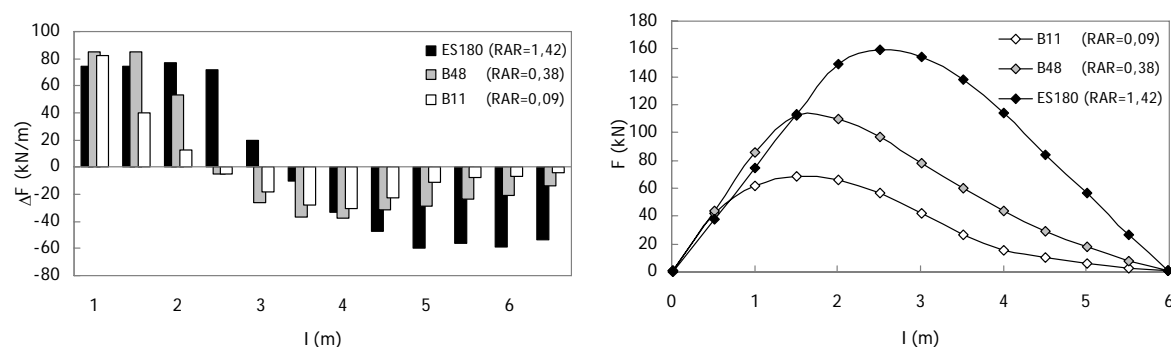 100
80
60
40
20
0
-20
-40
-60
-80
ΔF (kN/m)
ES180 (RAR=1,42)
B48 (RAR=0,38)
B11 (RAR=0,09)
1 2 3 4 5 6
l (m)
180
160
140
120
100
80
60
40
20
0
F (kN)
B11 (RAR=0,09)
B48 (RAR=0,38)
ES180 (RAR=1,42)
0 1 2 3 4 5 6
l (m)